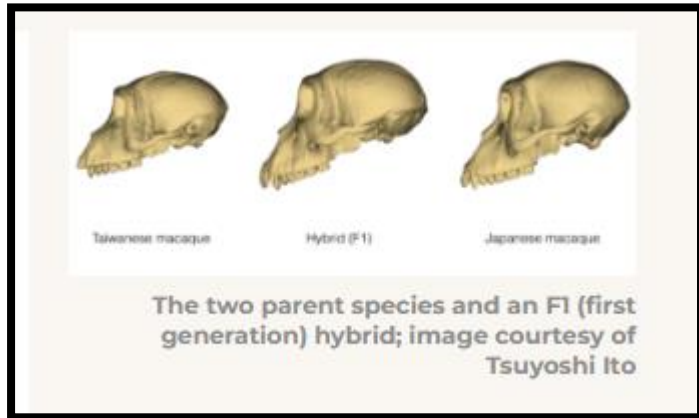 Taiwanese macaque
Hybrid (F1)
Japanese macaque
The two parent species and an F1 (first
generation) hybrid; image courtesy of
Tsuyoshi Ito